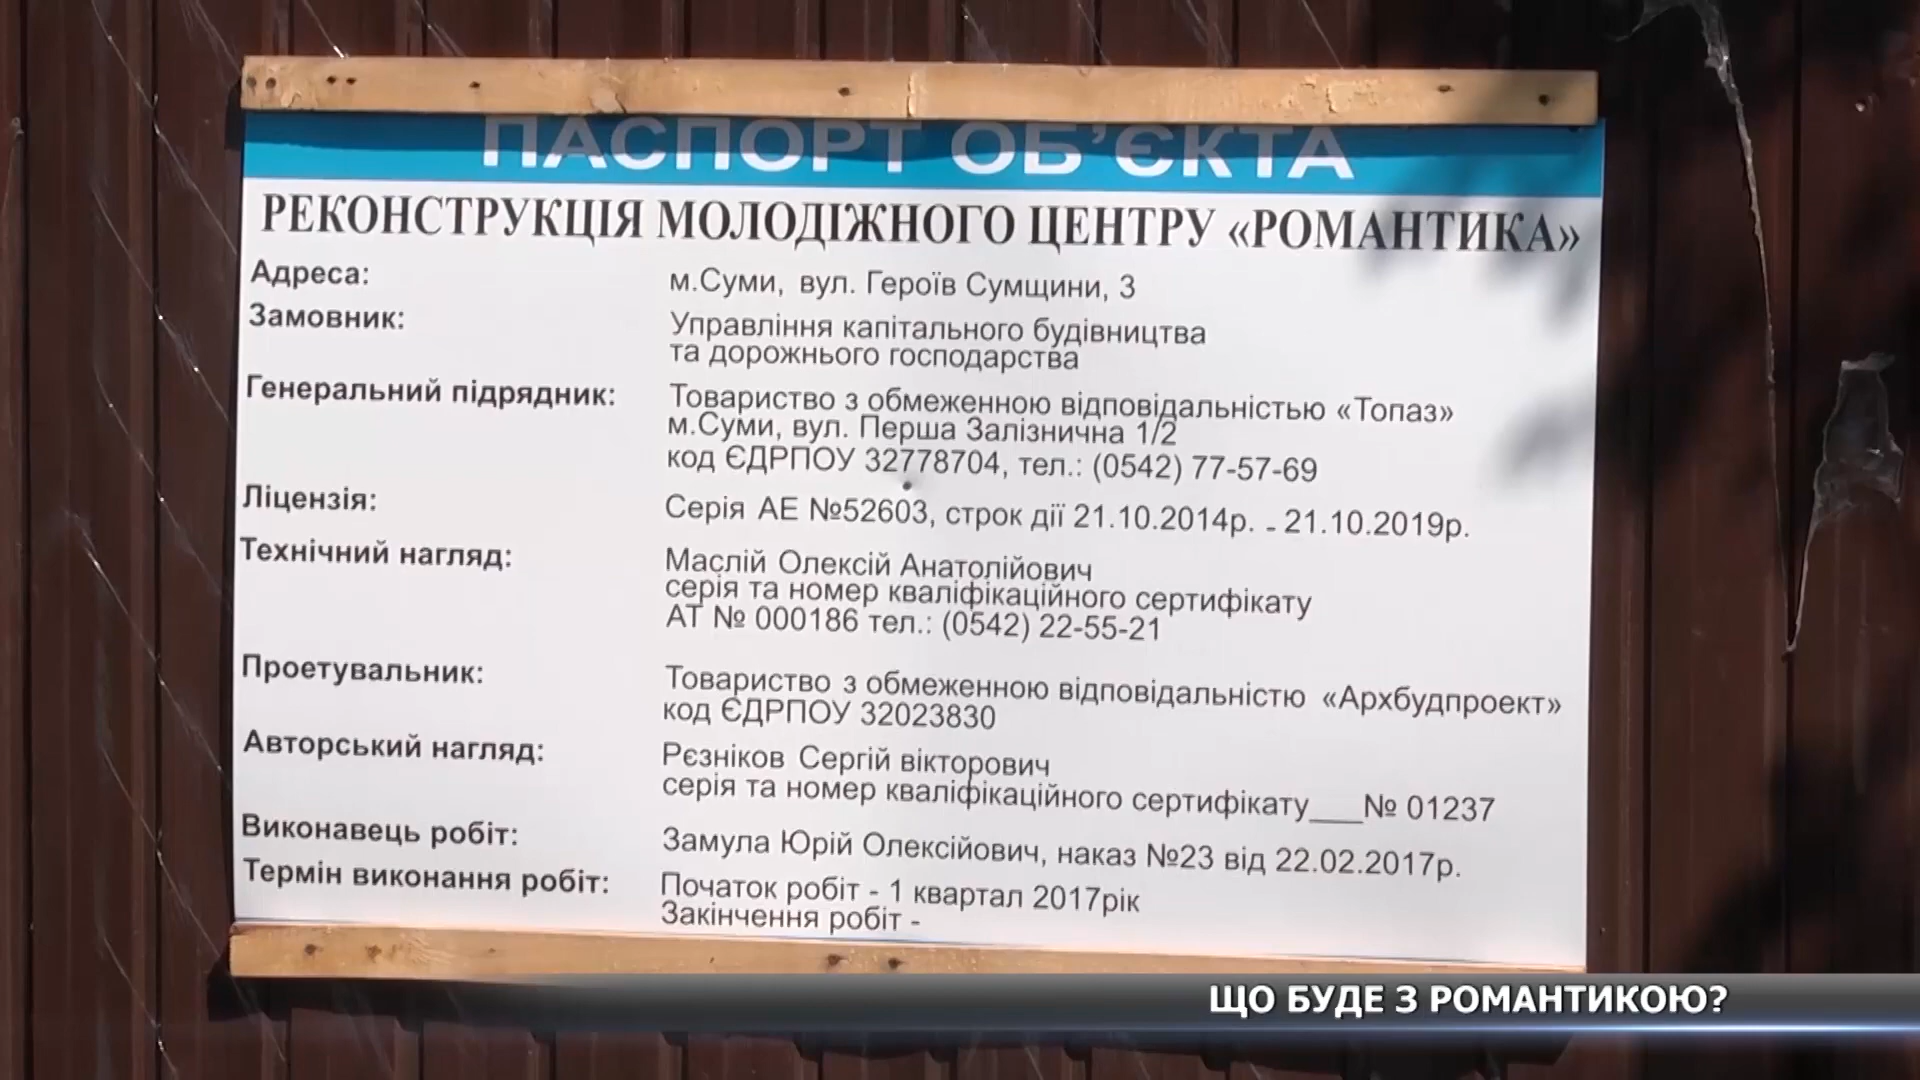 ПАСПОРТ ОБ'ЄКТА
РЕКОНСТРУКЦІЯ МОЛОДІЖНОГО ЦЕНТРУ «РОМАНТИКА»
Адреса: м.Суми, вул. Героїв Сумщини, 3
Замовник: Управління капітального будівництва
та дорожнього господарства
Генеральний підрядник: Товариство з обмеженною відповідальністью «Топаз»
м.Суми, вул. Перша Залізнична 1/2
код ЄДРПОУ 32778704, тел.: (0542) 77-57-69
Ліцензія: Серія АЕ №52603, строк дії 21.10.2014р. - 21.10.2019р.
Технічний нагляд: Маслій Олексій Анатолійович
серія та номер кваліфікаційного сертифікату
АТ № 000186 тел.: (0542) 22-55-21
Проетувальник: Товариство з обмеженною відповідальністю «Архбудпроект»
код ЄДРПОУ 32023830
Авторський нагляд: Рєзніков Сергій вікторович
серія та номер кваліфікаційного сертифікату___№ 01237
Виконавець робіт: Замула Юрій Олексійович, наказ №23 від 22.02.2017р.
Термін виконання робіт: Початок робіт - 1 квартал 2017рік
Закінчення робіт -
ЩО БУДЕ З РОМАНТИКОЮ?